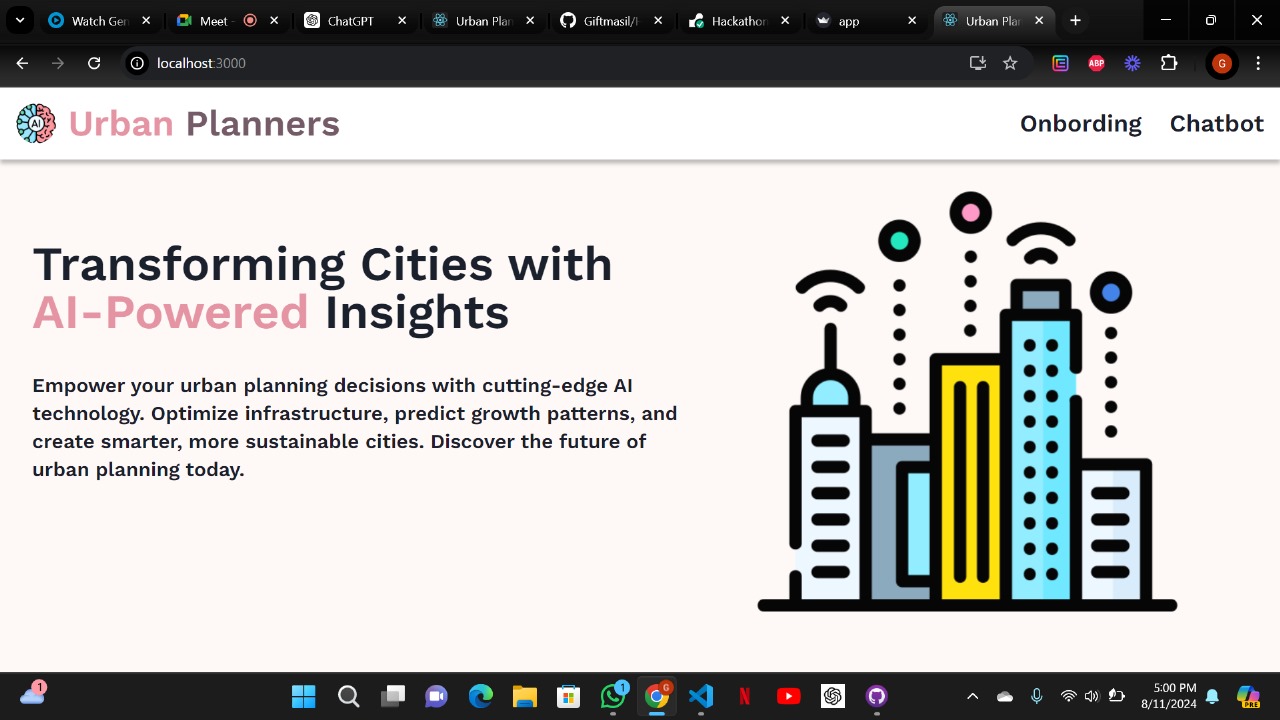 Watch Gen
Meet -
ChatGPT
Urban Plan
Giftmasil/H
Hackathon
app
Urban Plan
localhost:3000
ABP
G
AI
Urban Planners
Onbording
Chatbot
Transforming Cities with
AI-Powered Insights
Empower your urban planning decisions with cutting-edge AI
technology. Optimize infrastructure, predict growth patterns, and
create smarter, more sustainable cities. Discover the future of
urban planning today.
1
1
G
N
5:00 PM
8/11/2024
PRE